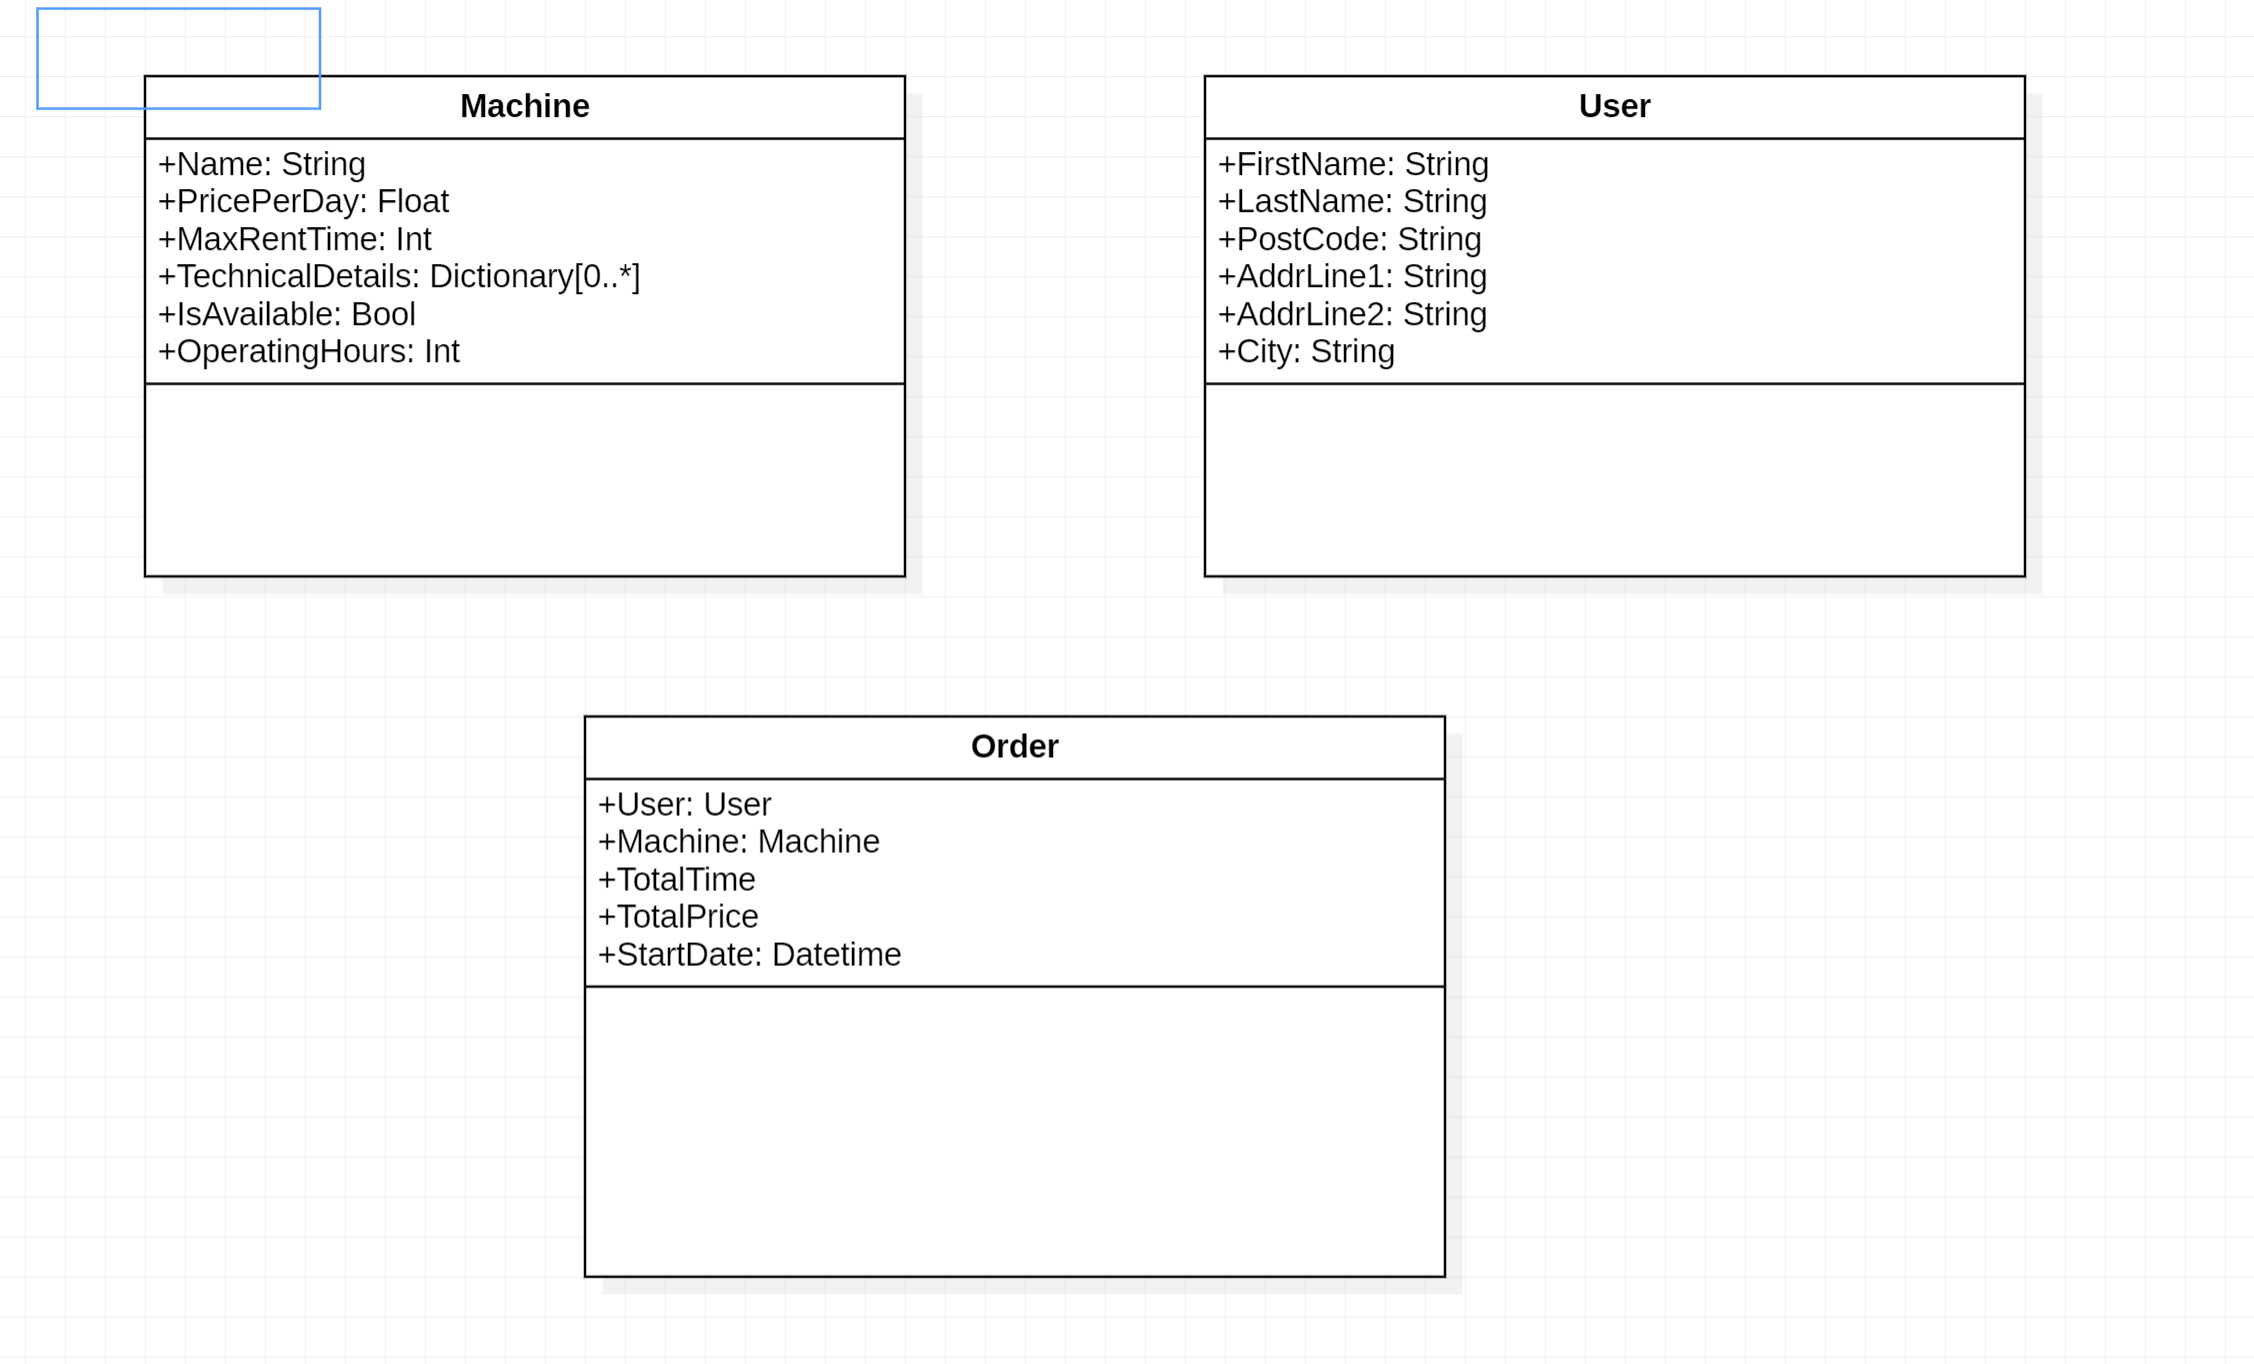 Machine
+Name: String
+PricePerDay: Float
+MaxRentTime: Int
+TechnicalDetails: Dictionary[0..*]
+IsAvailable: Bool
+OperatingHours: Int
User
+FirstName: String
+LastName: String
+PostCode: String
+AddrLine1: String
+AddrLine2: String
+City: String
Order
+User: User
+Machine: Machine
+TotalTime
+TotalPrice
+StartDate: Datetime